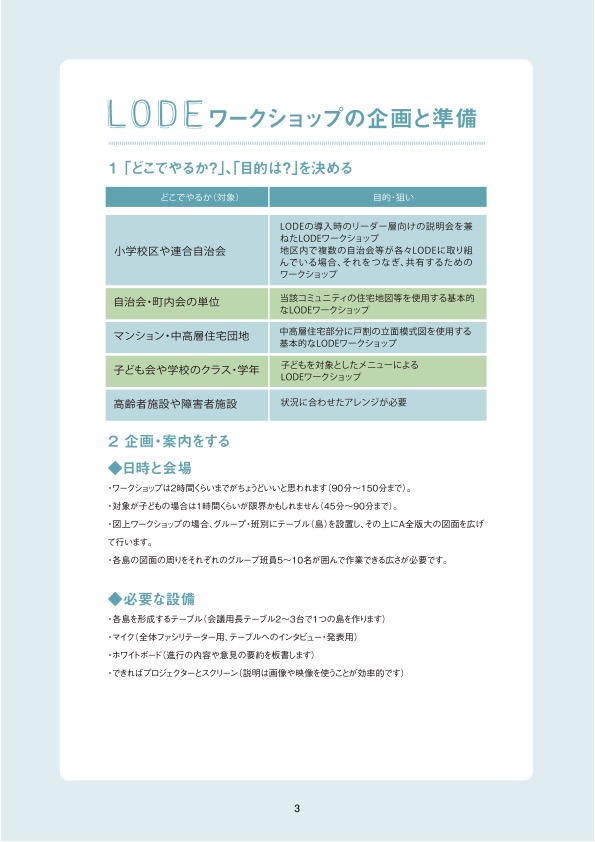 LODE ワークショップの企画と準備
1 「どこでやるか?」、「目的は?」を決める
どこでやるか(対象) 目的・狙い
小学校区や連合自治会
LODEの導入時のリーダー層向けの説明会を兼
ねたLODEワークショップ
地区内で複数の自治会等が各々LODEに取り組
んでいる場合、それをつなぎ、共有するための
ワークショップ
自治会・町内会の単位
当該コミュニティの住宅地図等を使用する基本的
なLODEワークショップ
マンション・中高層住宅団地
中高層住宅部分に戸割の立面模式図を使用する
基本的なLODEワークショップ
子ども会や学校のクラス・学年
子どもを対象としたメニューによる
LODEワークショップ
高齢者施設や障害者施設
状況に合わせたアレンジが必要
2 企画・案内をする
◆日時と会場
・ワークショップは2時間くらいまでがちょうどいいと思われます(90分〜150分まで)。
・対象が子どもの場合は1時間くらいが限界かもしれません(45分〜90分まで)。
・図上ワークショップの場合、グループ・班別にテーブル(島)を設置し、その上にA全版大の図面を広げ
て行います。
・各島の図面の周りをそれぞれのグループ班員5〜10名が囲んで作業できる広さが必要です。
◆必要な設備
・各島を形成するテーブル(会議用長テーブル2〜3台で1つの島を作ります)
・マイク(全体ファシリテーター用、テーブルへのインタビュー・発表用)
・ホワイトボード(進行の内容や意見の要約を板書します)
・できればプロジェクターとスクリーン(説明は画像や映像を使うことが効率的です)
3